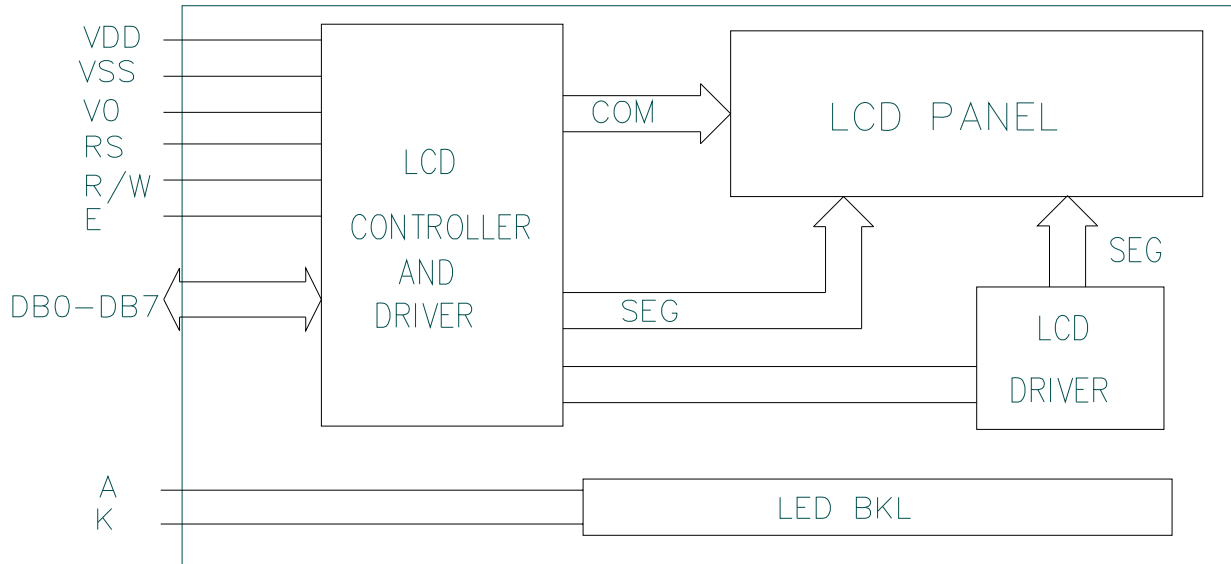 VDD
VSS
V0
RS
R/W
E
DB0-DB7
LCD
CONTROLLER
AND
DRIVER
COM
LCD PANEL
SEG
SEG
LCD
DRIVER
A
K
LED BKL